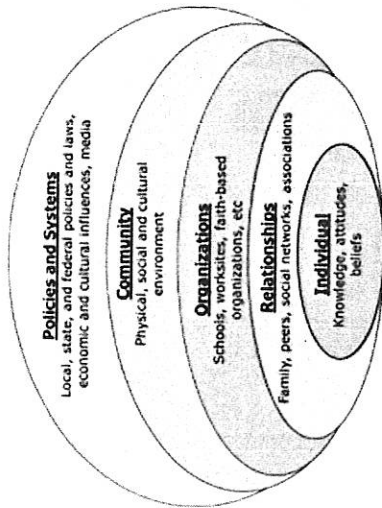 Policies and Systems
Local, state, and federal policies and laws,
economic and cultural influences, media
Community
Physical, social and cultural
environment
Organizations
Schools, worksites, faith-based
organizations, etc
Relationships
Family, peers, social networks, associations
Individual
Knowledge, attitudes,
beliefs